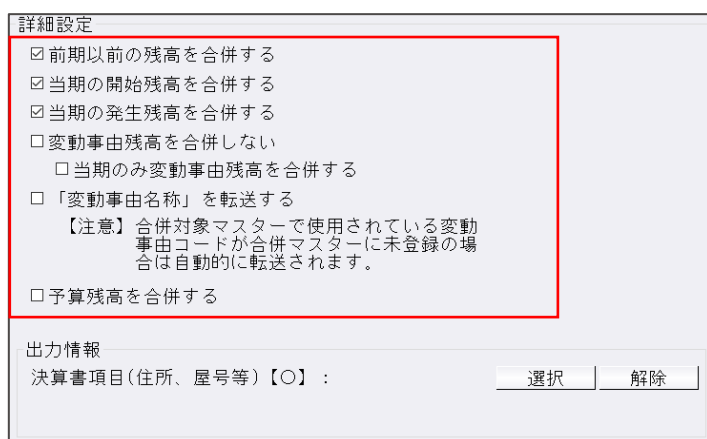 詳細設定
☑前期以前の残高を合併する
☑当期の開始残高を合併する
☑当期の発生残高を合併する
□変動事由残高を合併しない
□当期のみ変動事由残高を合併する
□「変動事由名称」を転送する
【注意】合併対象マスターで使用されている変動
事由コードが合併マスターに未登録の場
合は自動的に転送されます。
□予算残高を合併する
出力情報
決算書項目(住所、屋号等)【○】：
選択 解除